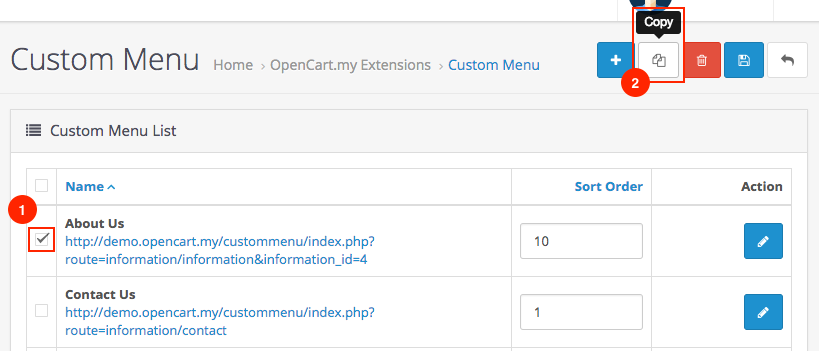 Copy
Custom Menu Home › OpenCart.my Extensions › Custom Menu
2
Custom Menu List
Name Sort Order Action
1
About Us
http://demo.opencart.my/custommenu/index.php?
route=information/information&information_id=4
10
Contact Us
http://demo.opencart.my/custommenu/index.php?
route=information/contact
1